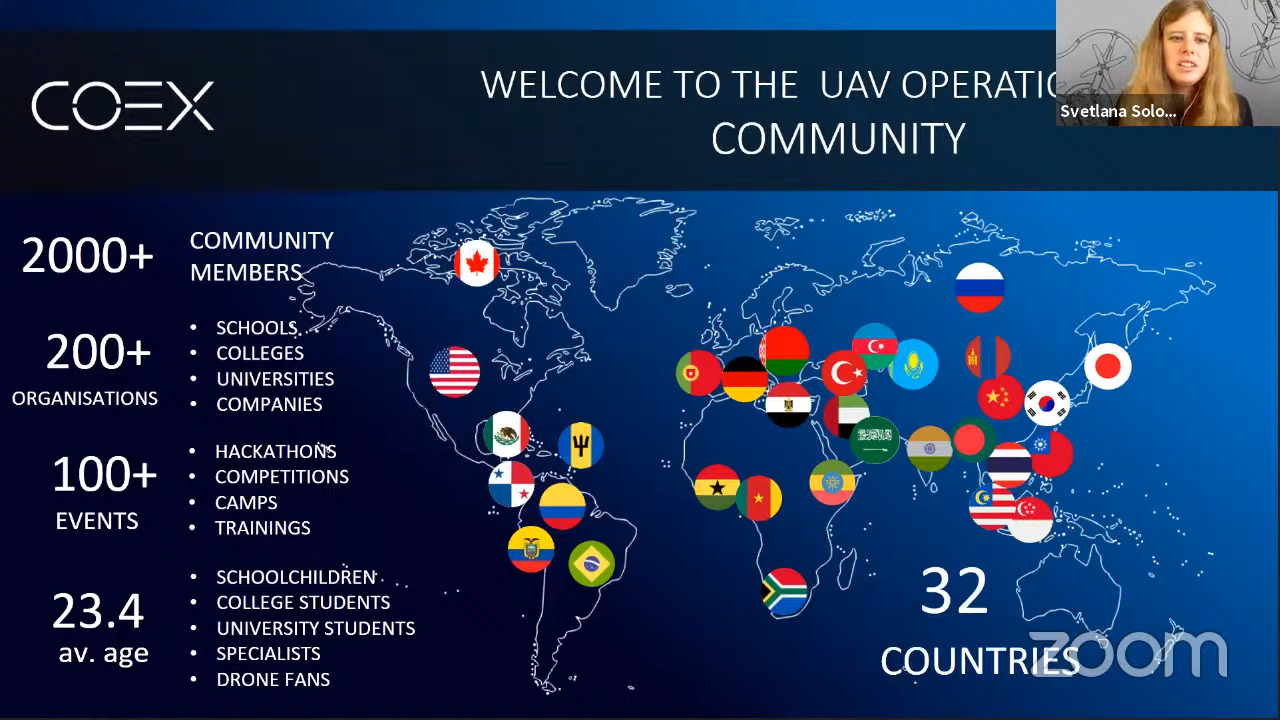 COEX
WELCOME TO THE UAV OPERATIO
COMMUNITY
Svetlana Solo...
2000+
COMMUNITY
MEMBERS
200+
ORGANISATIONS
• SCHOOLS
• COLLEGES
• UNIVERSITIES
• COMPANIES
100+
EVENTS
• HACKATHONS
• COMPETITIONS
• CAMPS
• TRAININGS
23.4
av. age
• SCHOOLCHILDREN
• COLLEGE STUDENTS
• UNIVERSITY STUDENTS
• SPECIALISTS
• DRONE FANS
32
COUNTRIES
zoom